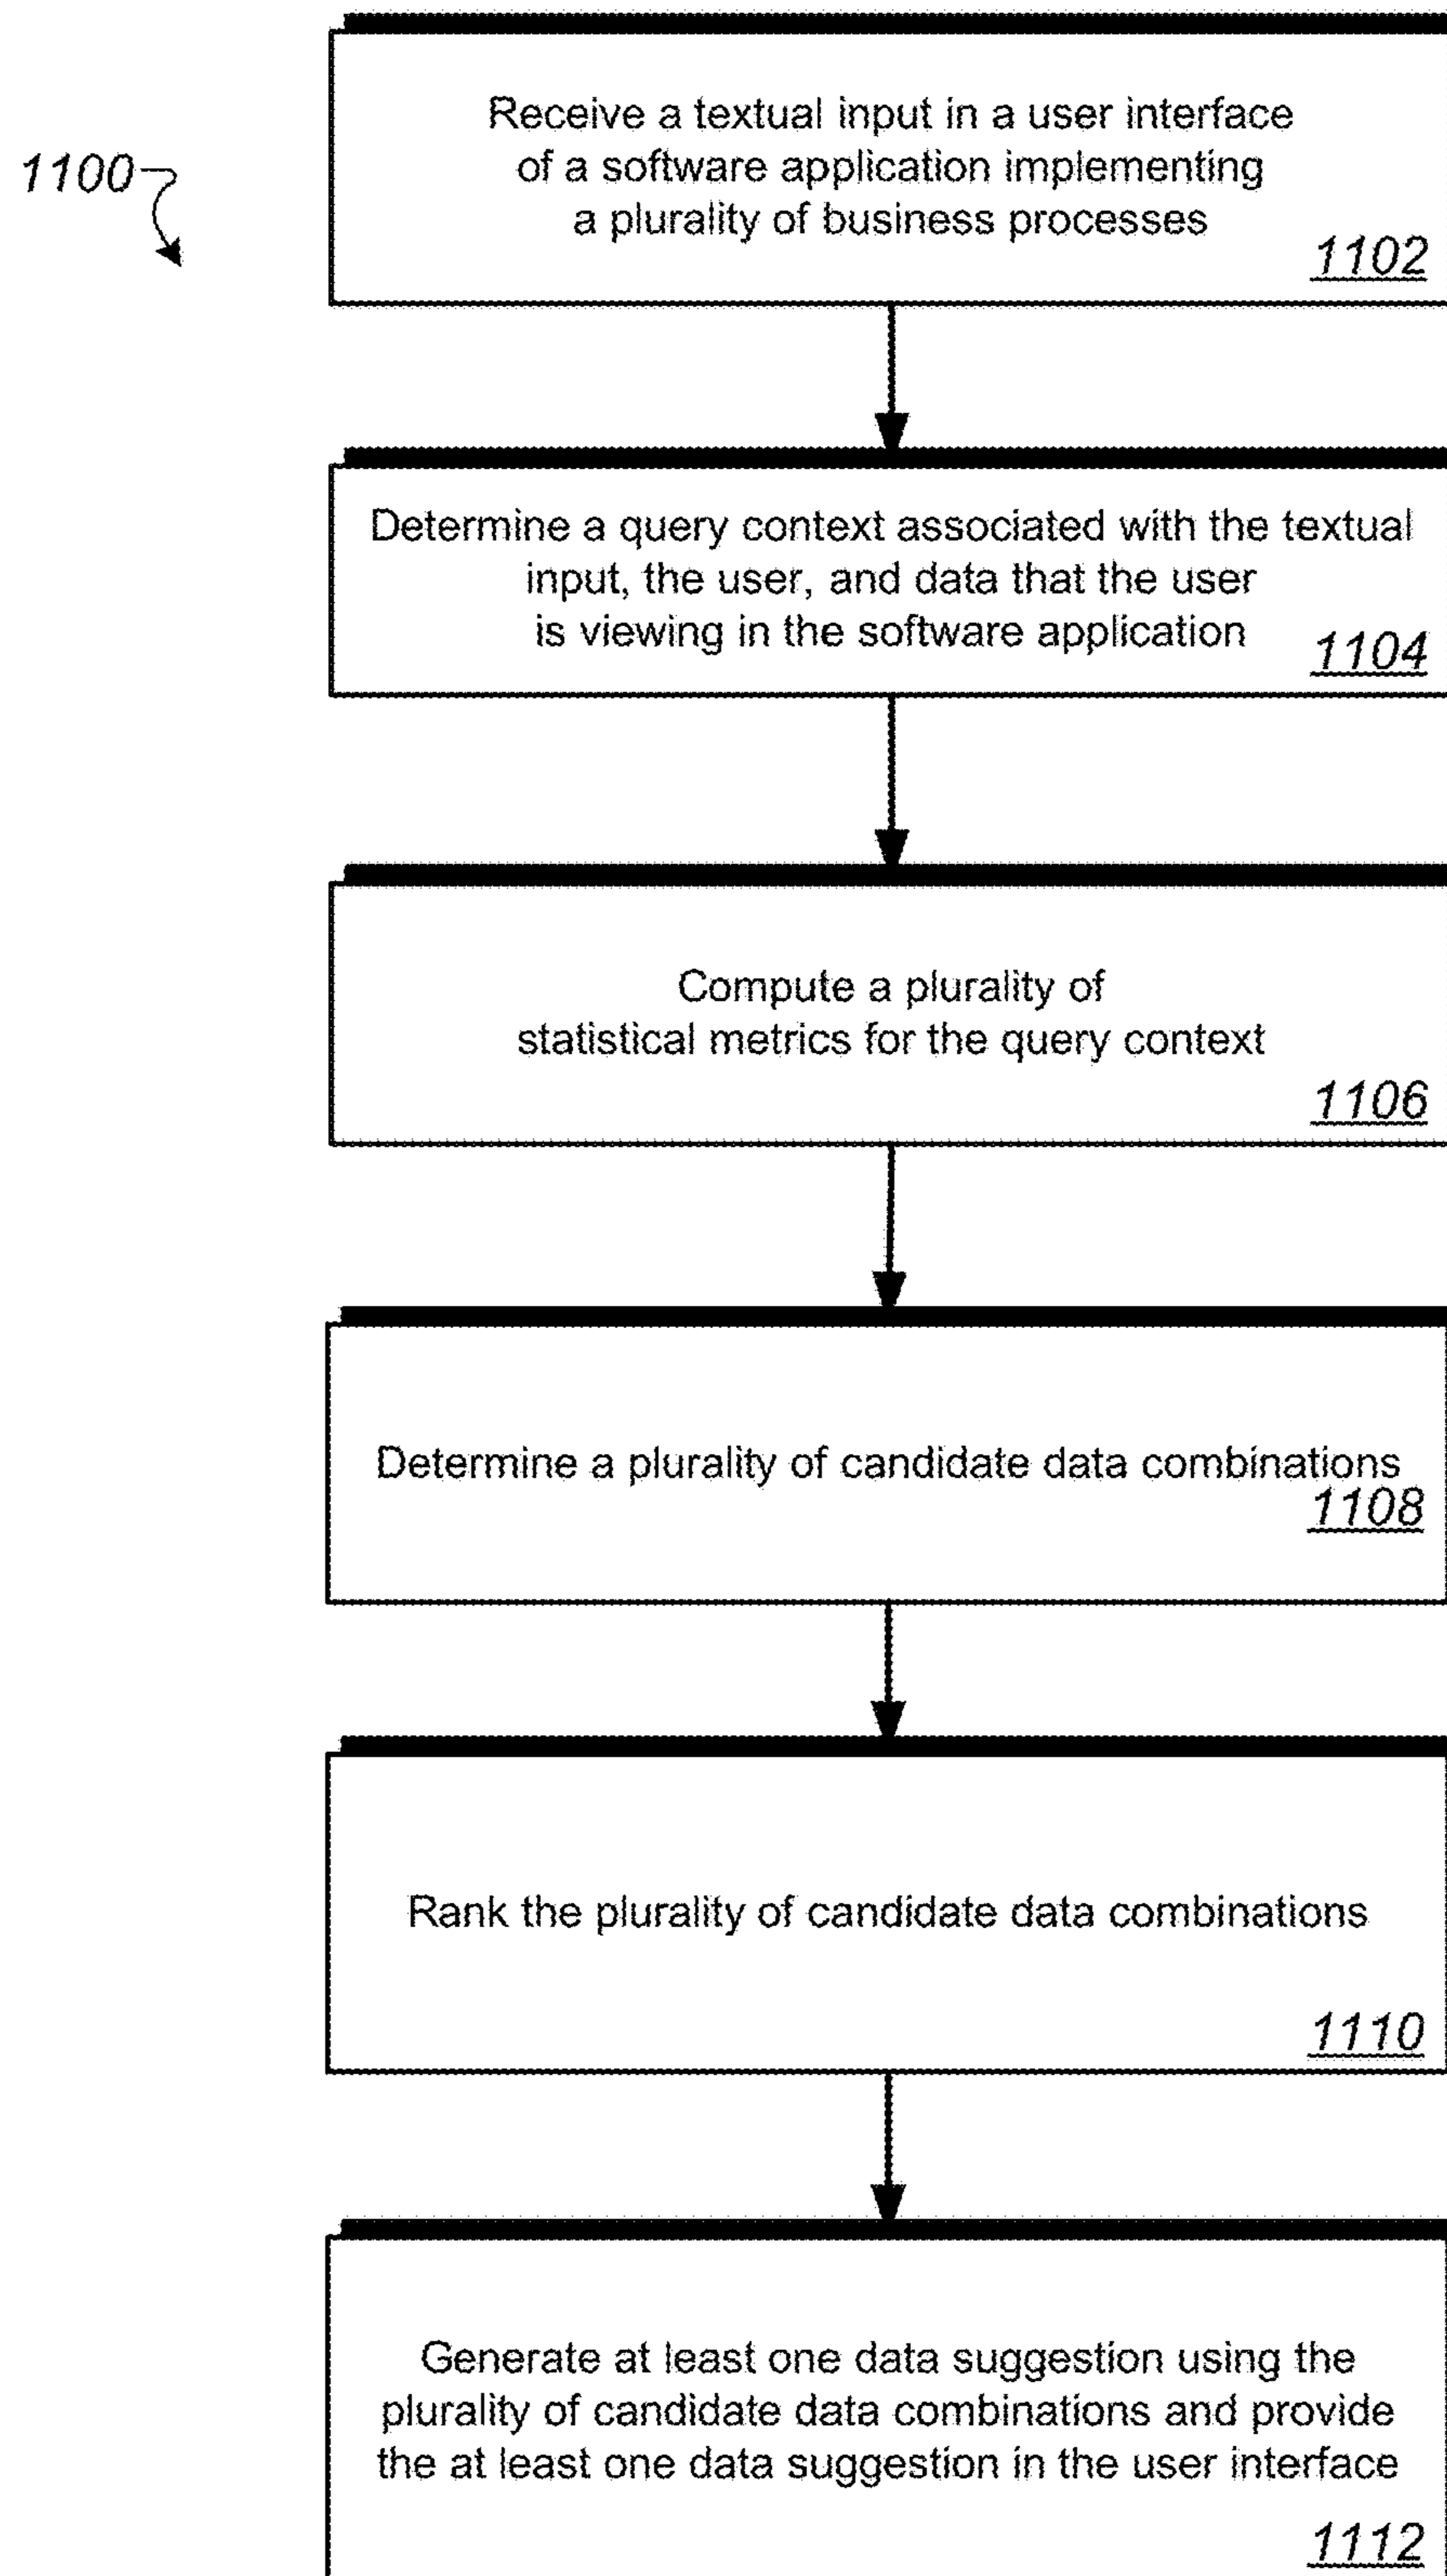 1100
Receive a textual input in a user interface
of a software application implementing
a plurality of business processes
1102
Determine a query context associated with the textual
input, the user, and data that the user
is viewing in the software application
1104
Compute a plurality of
statistical metrics for the query context
1106
Determine a plurality of candidate data combinations
1108
Rank the plurality of candidate data combinations
1110
Generate at least one data suggestion using the
plurality of candidate data combinations and provide
the at least one data suggestion in the user interface
1112